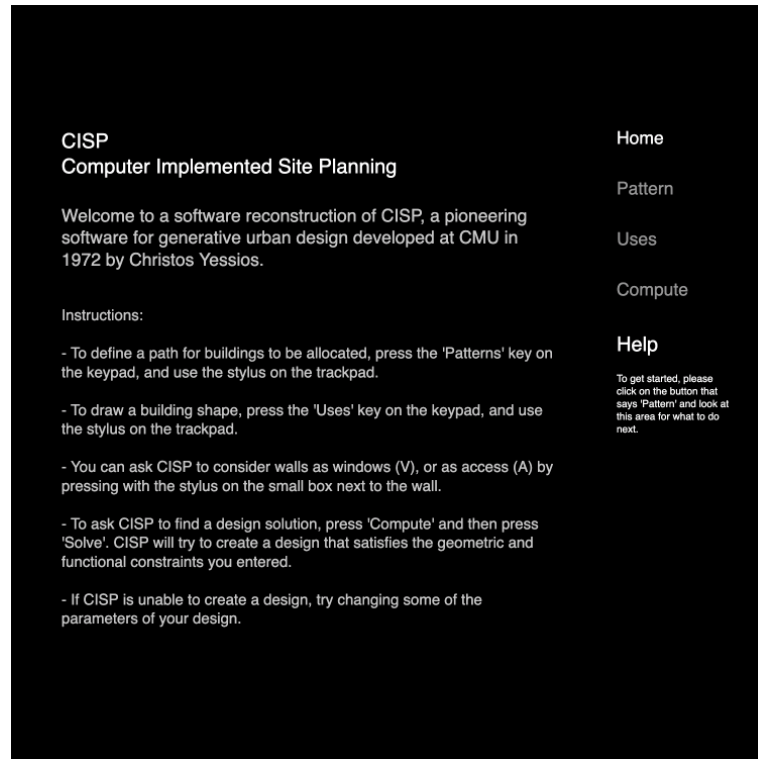 CISP
Computer Implemented Site Planning
Welcome to a software reconstruction of CISP, a pioneering
software for generative urban design developed at CMU in
1972 by Christos Yessios.
Instructions:
- To define a path for buildings to be allocated, press the 'Patterns' key on
the keypad, and use the stylus on the trackpad.
- To draw a building shape, press the 'Uses' key on the keypad, and use
the stylus on the trackpad.
- You can ask CISP to consider walls as windows (V), or as access (A) by
pressing with the stylus on the small box next to the wall.
- To ask CISP to find a design solution, press 'Compute' and then press
'Solve'. CISP will try to create a design that satisfies the geometric and
functional constraints you entered.
- If CISP is unable to create a design, try changing some of the
parameters of your design.
Home
Pattern
Uses
Compute
Help
To get started, please
click on the button that
says 'Pattern' and look at
this area for what to do
next.